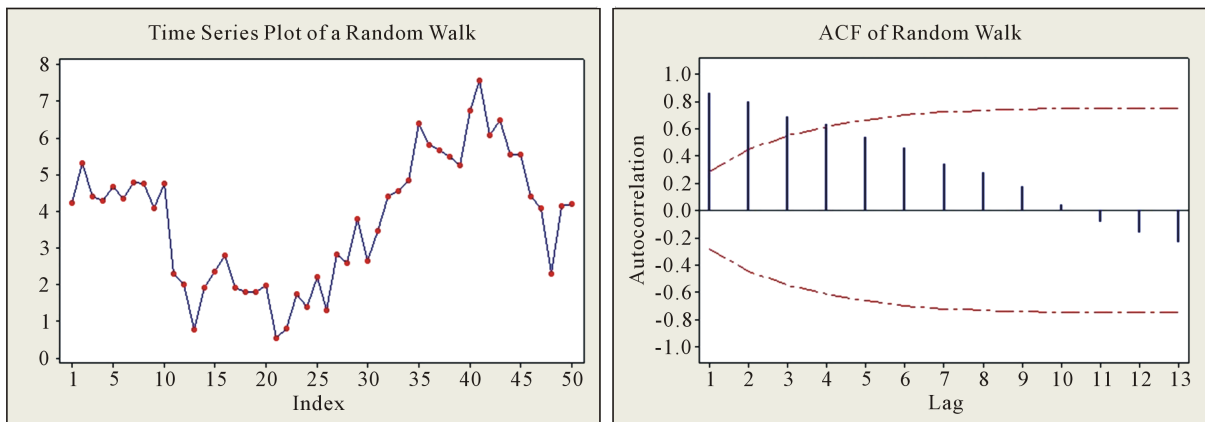 Time Series Plot of a Random Walk
8
7
6
5
4
3
2
1
0
1 5 10 15 20 25 30 35 40 45 50
Index
ACF of Random Walk
Autocorrelation
1.0
0.8
0.6
0.4
0.2
0.0
-0.2
-0.4
-0.6
-0.8
-1.0
1 2 3 4 5 6 7 8 9 10 11 12 13
Lag